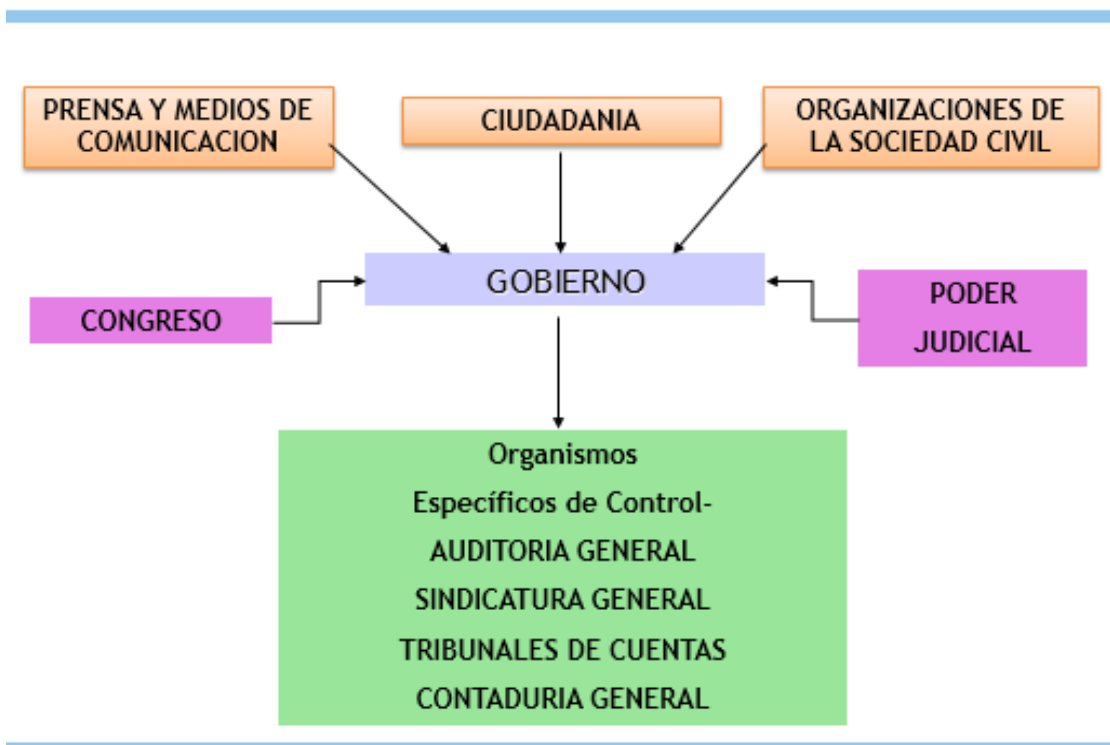 PRENSA Y MEDIOS DE
COMUNICACION
CIUDADANIA
ORGANIZACIONES DE
LA SOCIEDAD CIVIL
GOBIERNO
CONGRESO
PODER
JUDICIAL
Organismos
Específicos de Control-
AUDITORIA GENERAL
SINDICATURA GENERAL
TRIBUNALES DE CUENTAS
CONTADURIA GENERAL